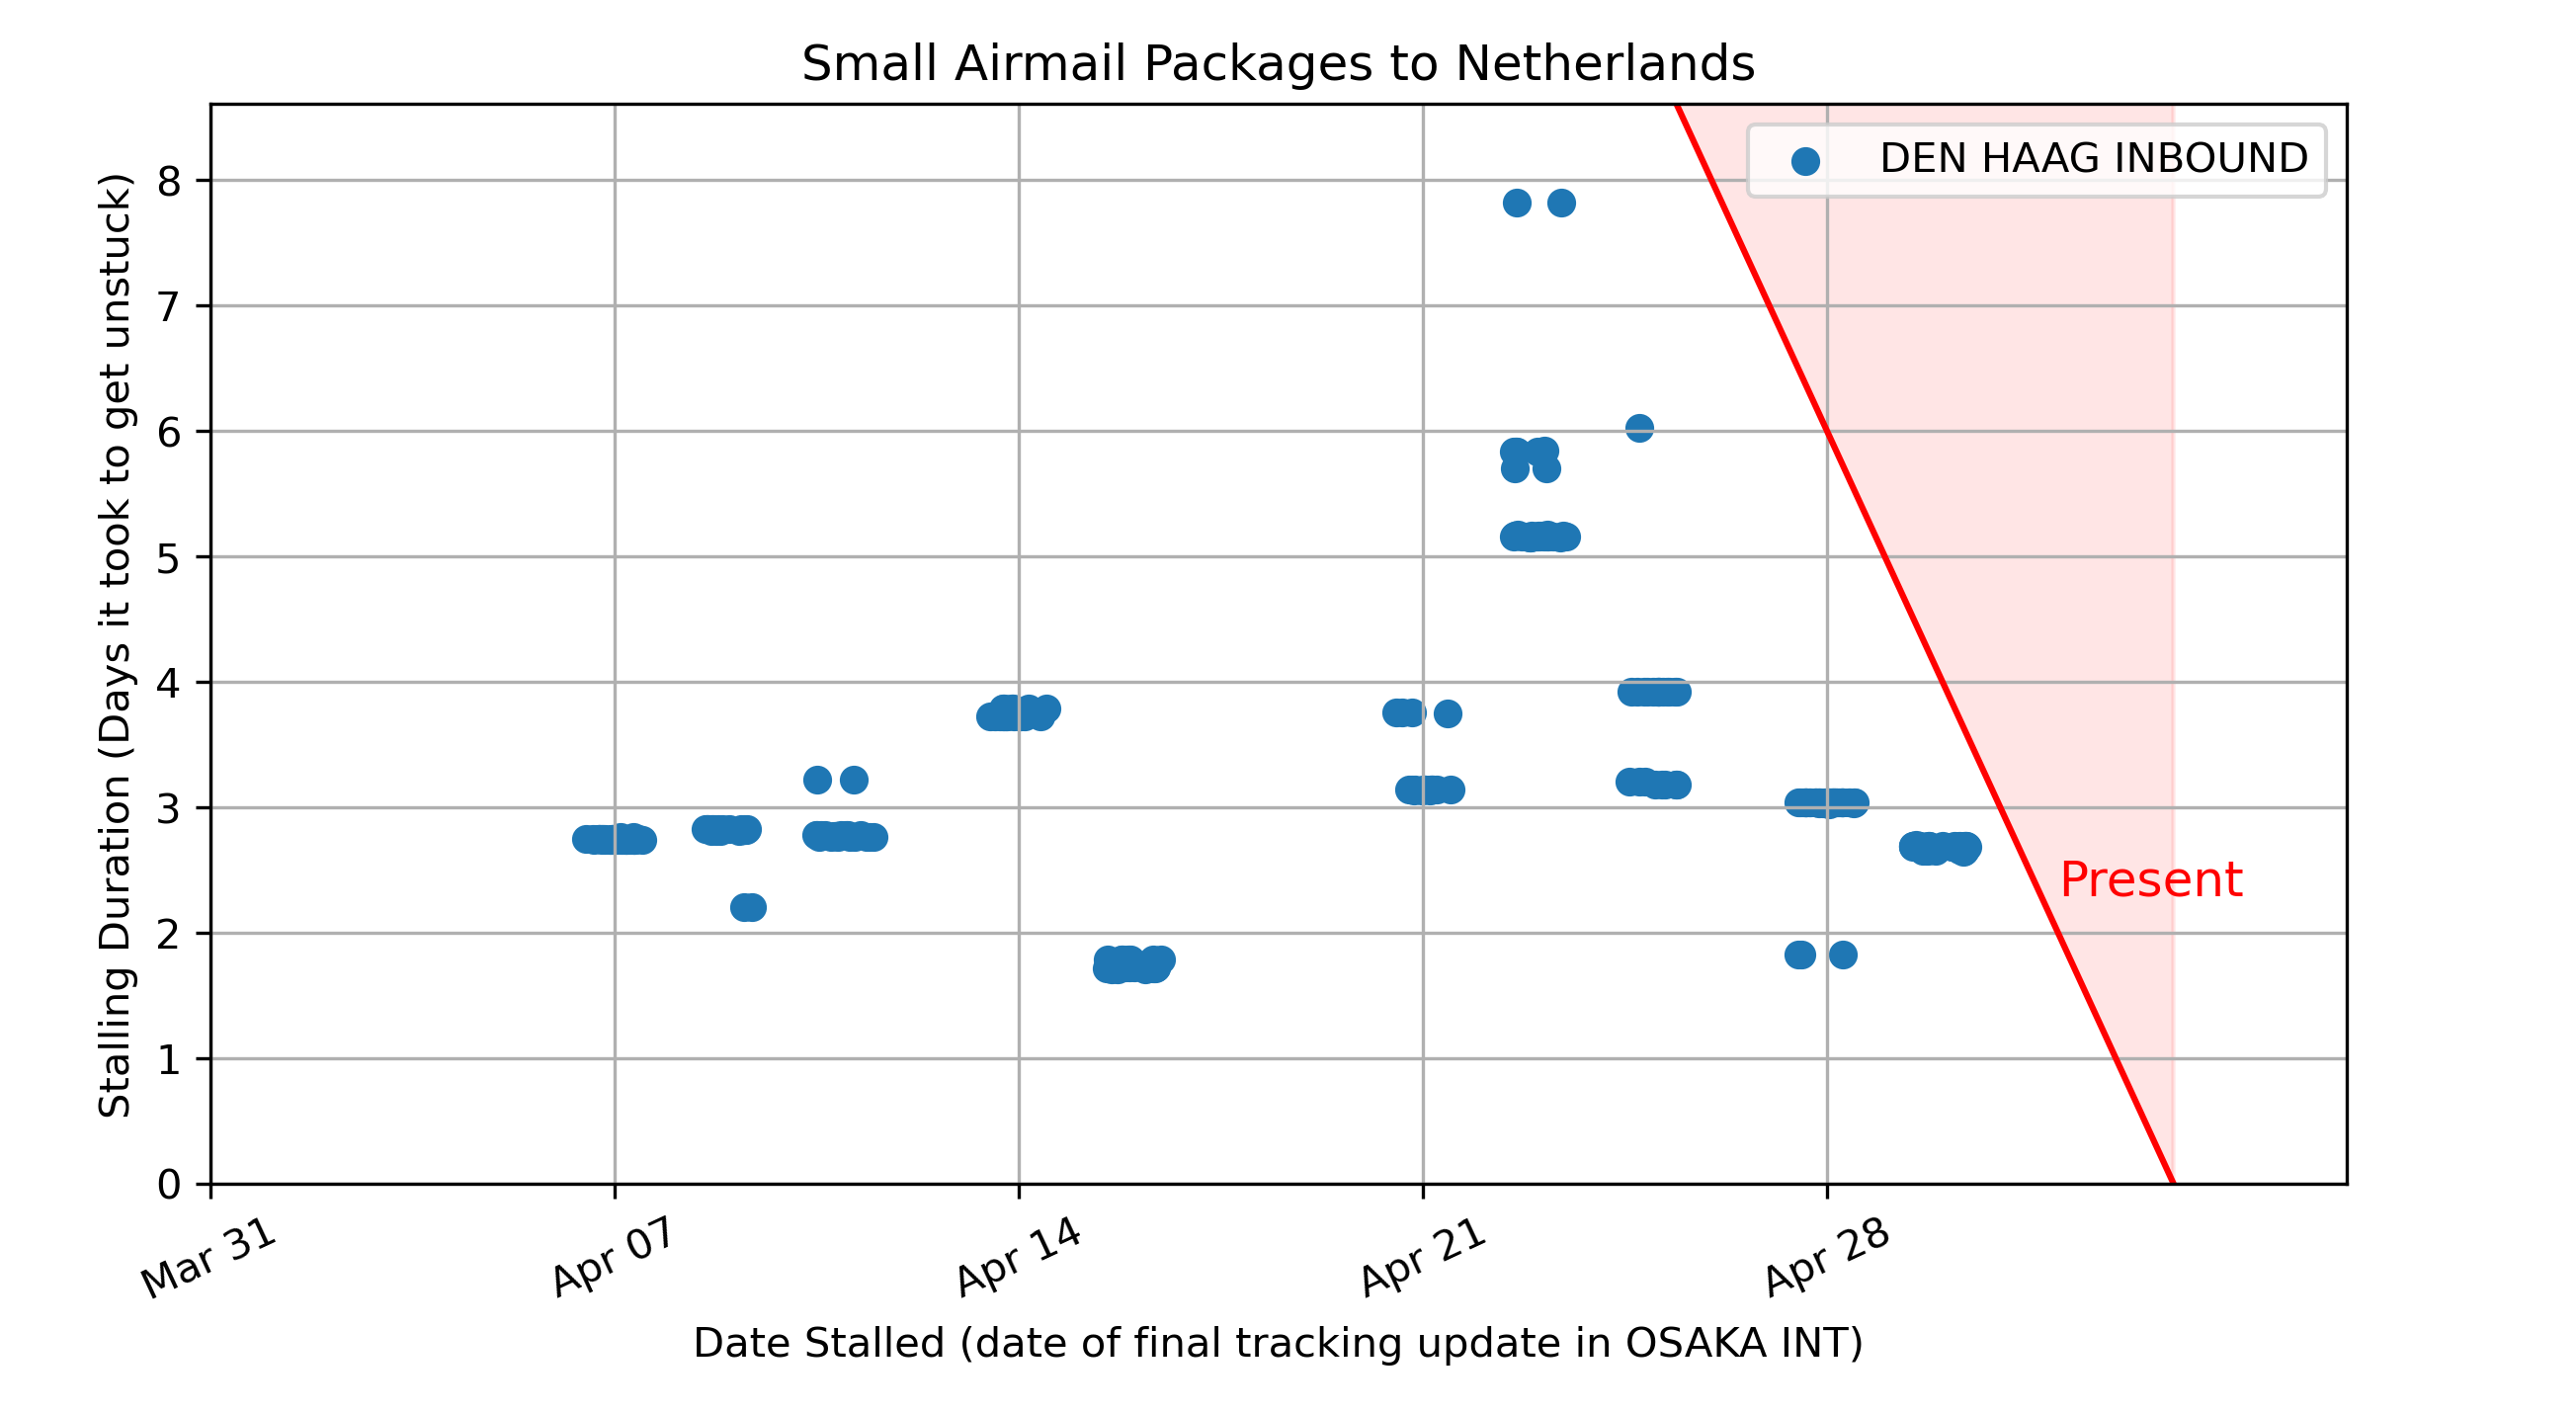 Small Airmail Packages to Netherlands
DEN HAAG INBOUND
Stalling Duration (Days it took to get unstuck)
8
7
6
5
4
3
2
1
0
Present
Mar 31
Apr 07
Apr 14
Apr 21
Apr 28
Date Stalled (date of final tracking update in OSAKA INT)